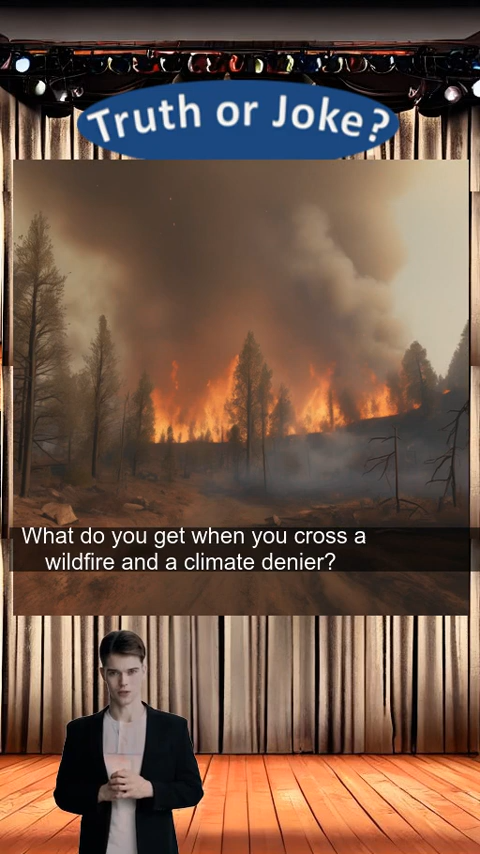 Truth or Joke?
What do you get when you cross a
wildfire and a climate denier?